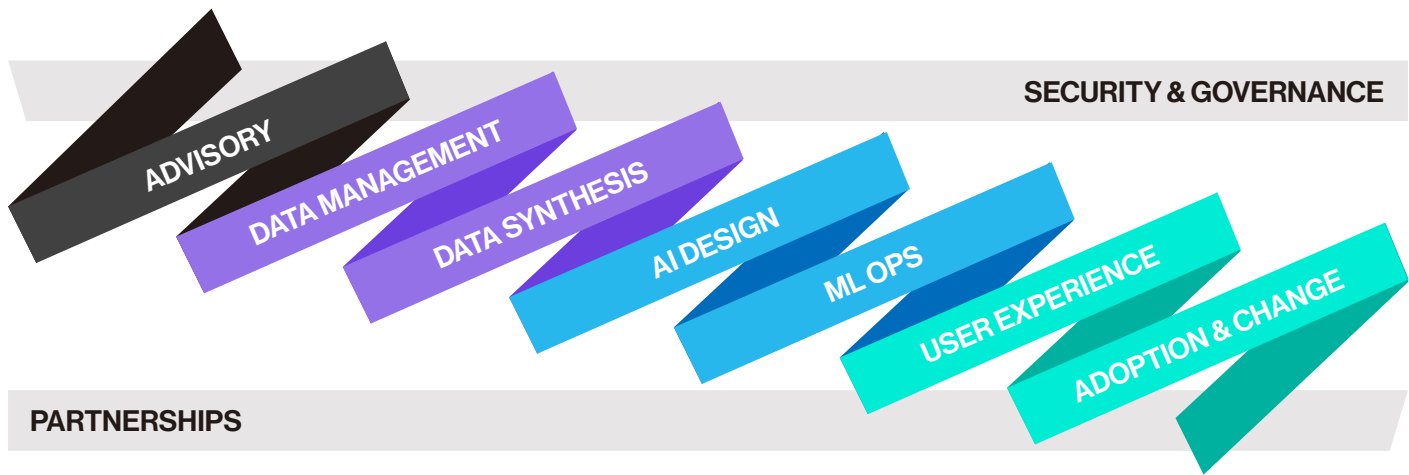 SECURITY & GOVERNANCE
ADVISORY
DATA MANAGEMENT
DATA SYNTHESIS
AI DESIGN
ML OPS
USER EXPERIENCE
ADOPTION & CHANGE
PARTNERSHIPS